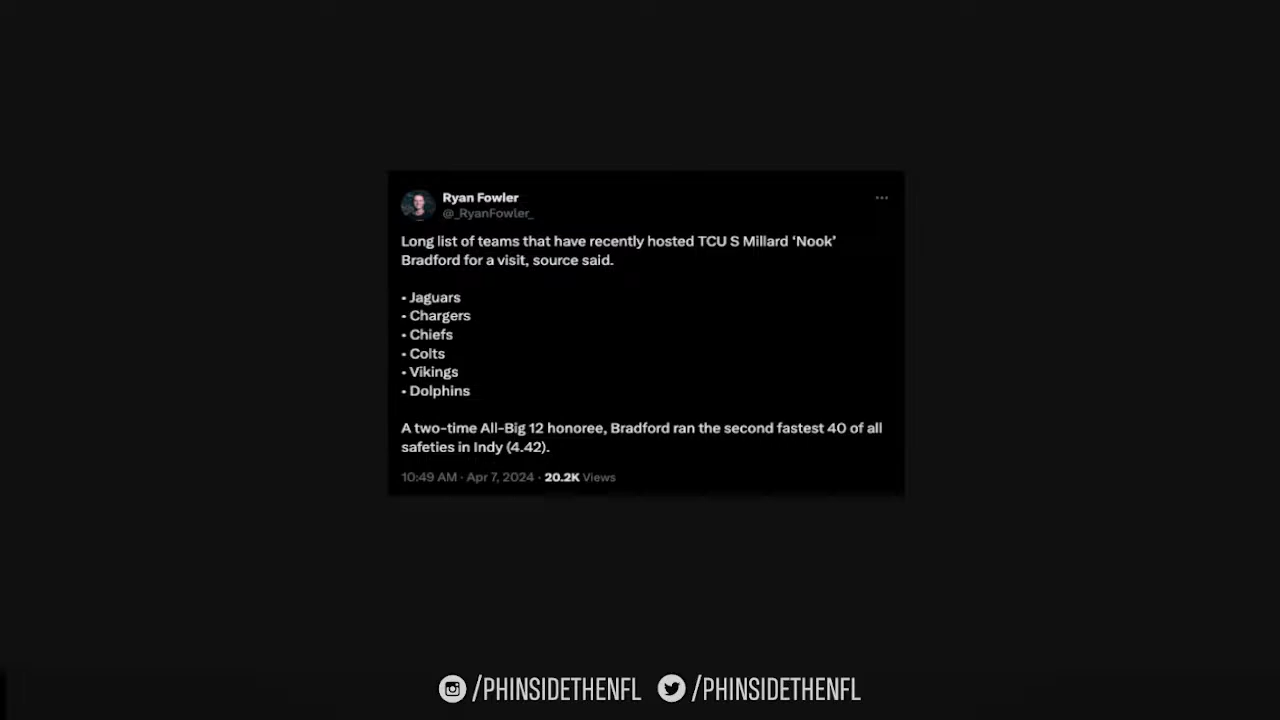 Ryan Fowler
@_RyanFowler_
Long list of teams that have recently hosted TCU S Millard ‘Nook’
Bradford for a visit, source said.
• Jaguars
• Chargers
• Chiefs
• Colts
• Vikings
• Dolphins
A two-time All-Big 12 honoree, Bradford ran the second fastest 40 of all
safeties in Indy (4.42).
10:49 AM · Apr 7, 2024 · 20.2K Views
/PHINSIDETHENFL /PHINSIDETHENFL